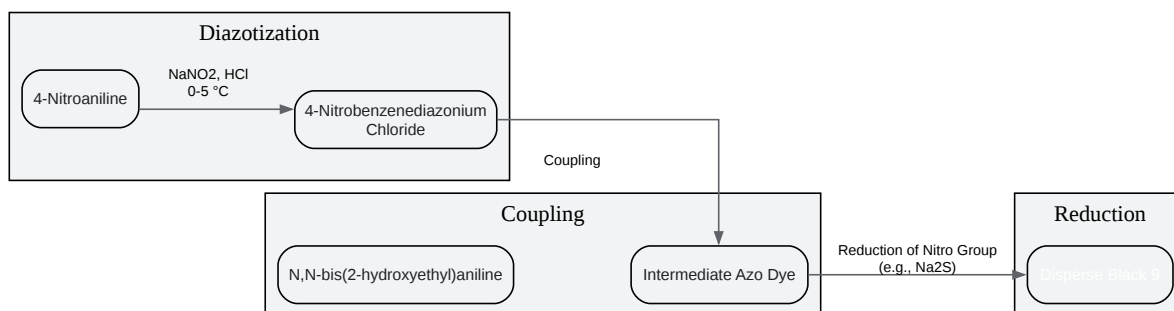 Diazotization
4-Nitroaniline
NaNO2, HCl
0-5 °C
4-Nitrobenzenediazonium
Chloride
Coupling
Coupling
N,N-bis(2-hydroxyethyl)aniline
Intermediate Azo Dye
Reduction of Nitro Group
(e.g., Na2S)
Reduction
Disperse Black 9